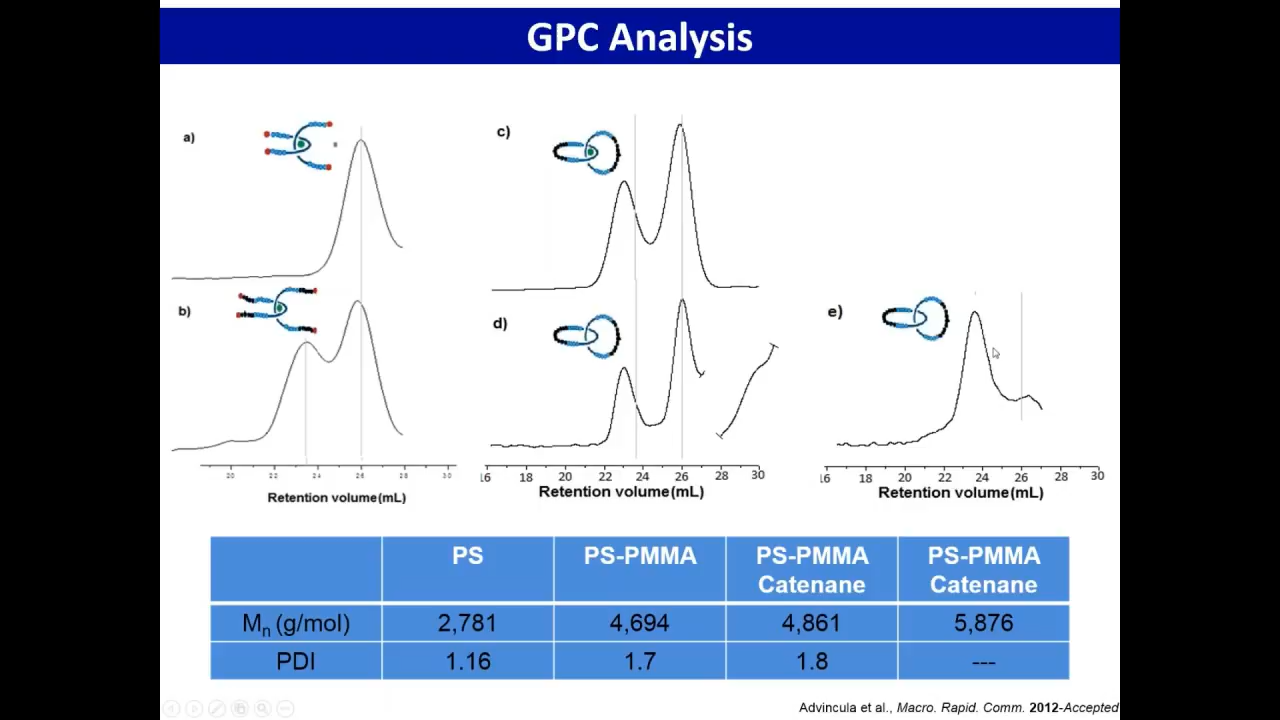 GPC Analysis
a)
c)
b)
d)
e)
20 22 24 26 28 30
Retention volume(mL)
16 18 20 22 24 26 28 30
Retention volume(mL)
16 18 20 22 24 26 28 30
Retention volume(mL)
PS PS-PMMA PS-PMMA Catenane PS-PMMA Catenane
Mn (g/mol) 2,781 4,694 4,861 5,876
PDI 1.16 1.7 1.8 ---
Advincula et al., Macro. Rapid. Comm. 2012-Accepted